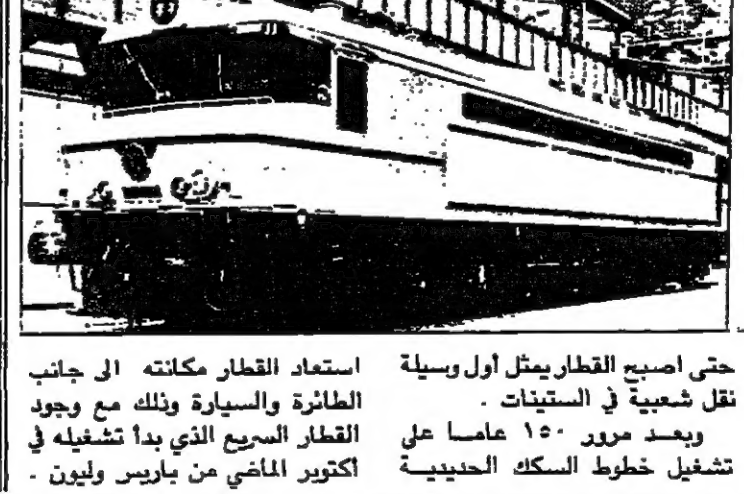 حتى اصبح القطار يمثل أول وسيلة
نقل شعبية في الستينات .
وبعد مرور ١٥٠ عاما على
تشغيل خطوط السكك الحديدية
استعاد القطار مكانته الى جانب
الطائرة والسيارة وذلك مع وجود
القطار السريع الذي بدأ تشغيله في
أكتوبر الماضي من باريس وليون .